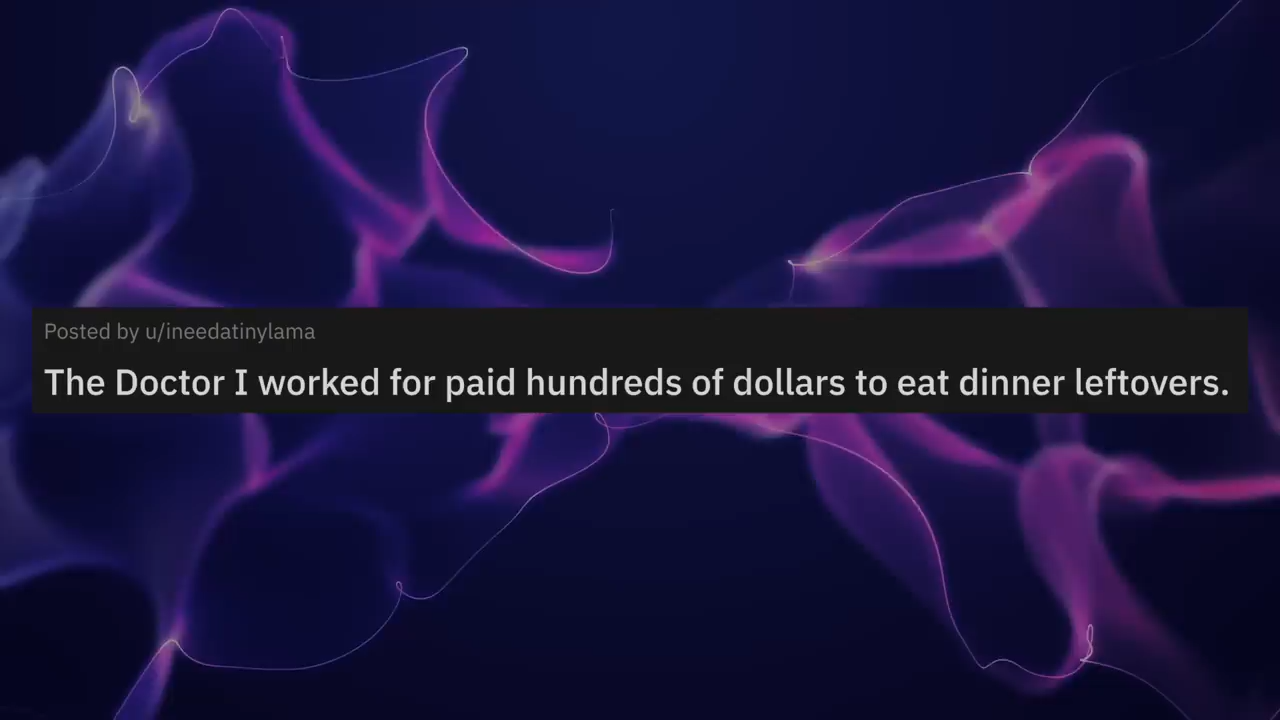 Posted by u/ineedatinylama
The Doctor I worked for paid hundreds of dollars to eat dinner leftovers.